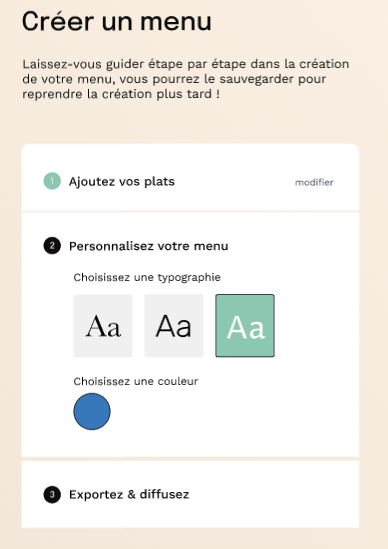 Créer un menu
Laissez-vous guider étape par étape dans la création
de votre menu, vous pourrez le sauvegarder pour
reprendre la création plus tard !
1 Ajoutez vos plats modifier
2 Personnalisez votre menu
Choisissez une typographie
Aa Aa Aa
Choisissez une couleur
3 Exportez & diffusez